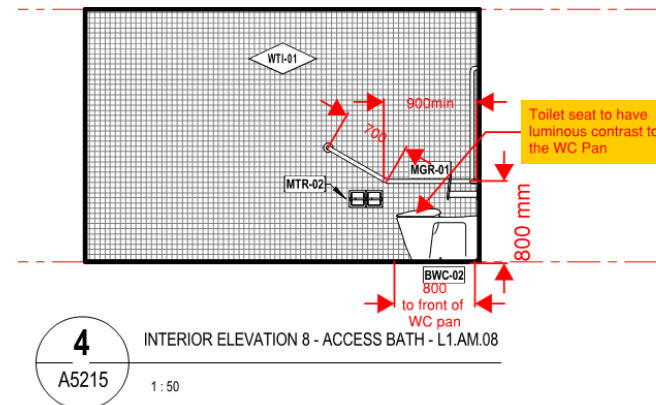 WTI-01
900min
Toilet seat to have
luminous contrast to
the WC Pan
700
MGR-01
MTR-02
800 mm
BWC-02
800
to front of
WC pan
4
INTERIOR ELEVATION 8 - ACCESS BATH - L1.AM.08
A5215
1 : 50